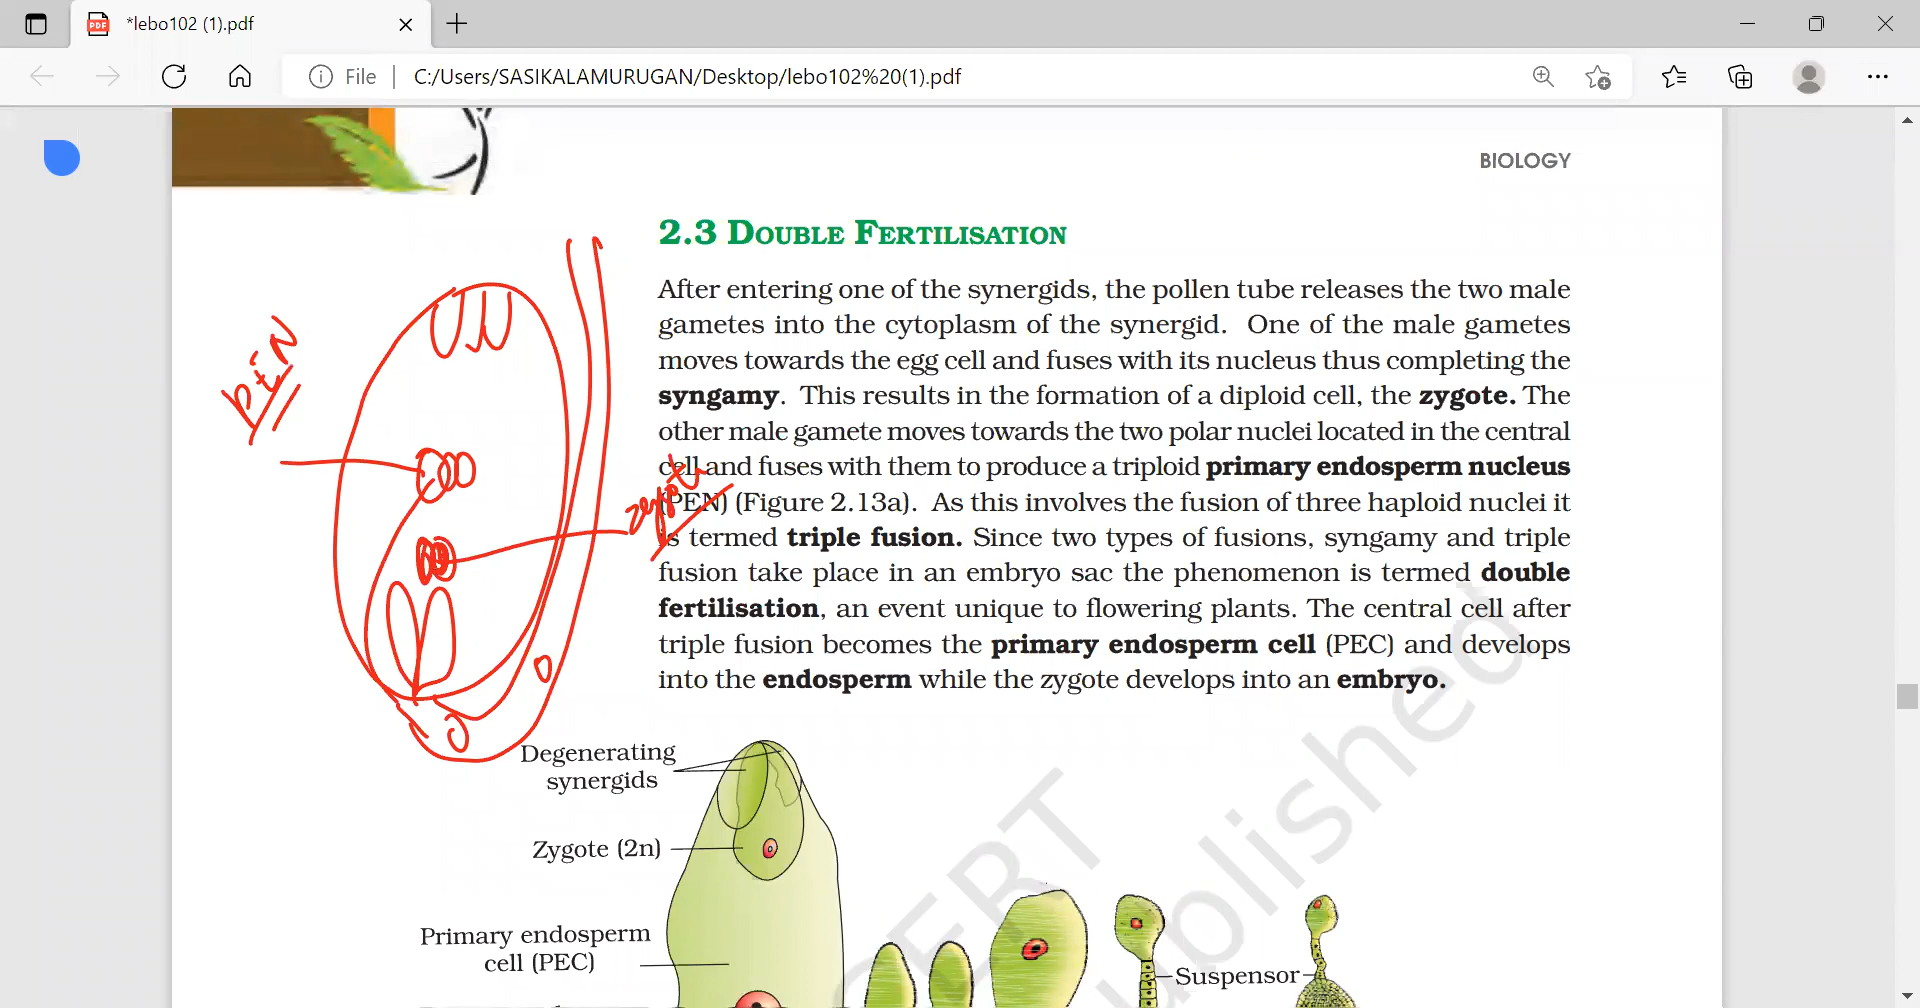 *lebo102 (1).pdf
File
C:/Users/SASIKALAMURUGAN/Desktop/lebo102%20(1).pdf
BIOLOGY
2.3 DOUBLE FERTILISATION
After entering one of the synergids, the pollen tube releases the two male
gametes into the cytoplasm of the synergid. One of the male gametes
moves towards the egg cell and fuses with its nucleus thus completing the
syngamy. This results in the formation of a diploid cell, the zygote. The
other male gamete moves towards the two polar nuclei located in the central
cell and fuses with them to produce a triploid primary endosperm nucleus
(PEN) (Figure 2.13a). As this involves the fusion of three haploid nuclei it
is termed triple fusion. Since two types of fusions, syngamy and triple
fusion take place in an embryo sac the phenomenon is termed double
fertilisation, an event unique to flowering plants. The central cell after
triple fusion becomes the primary endosperm cell (PEC) and develops
into the endosperm while the zygote develops into an embryo.
zygot
Degenerating
synergids
Zygote (2n)
Primary endosperm
cell (PEC)
Suspensor